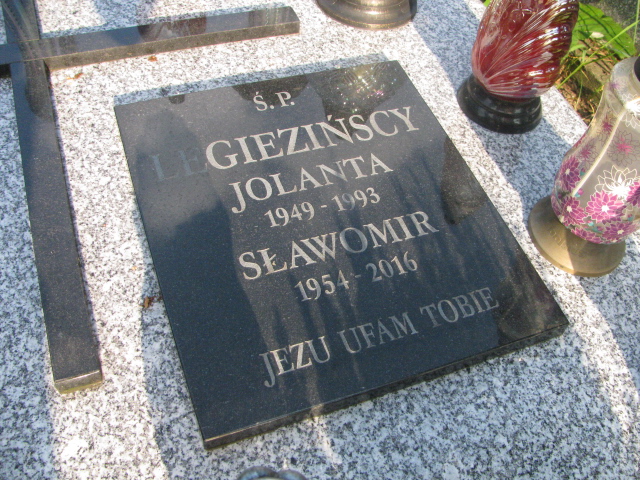 Ś.P.
LEGIEZIŃSCY
JOLANTA
1949 - 1993
SŁAWOMIR
1954 - 2016
JEZU UFAM TOBIE